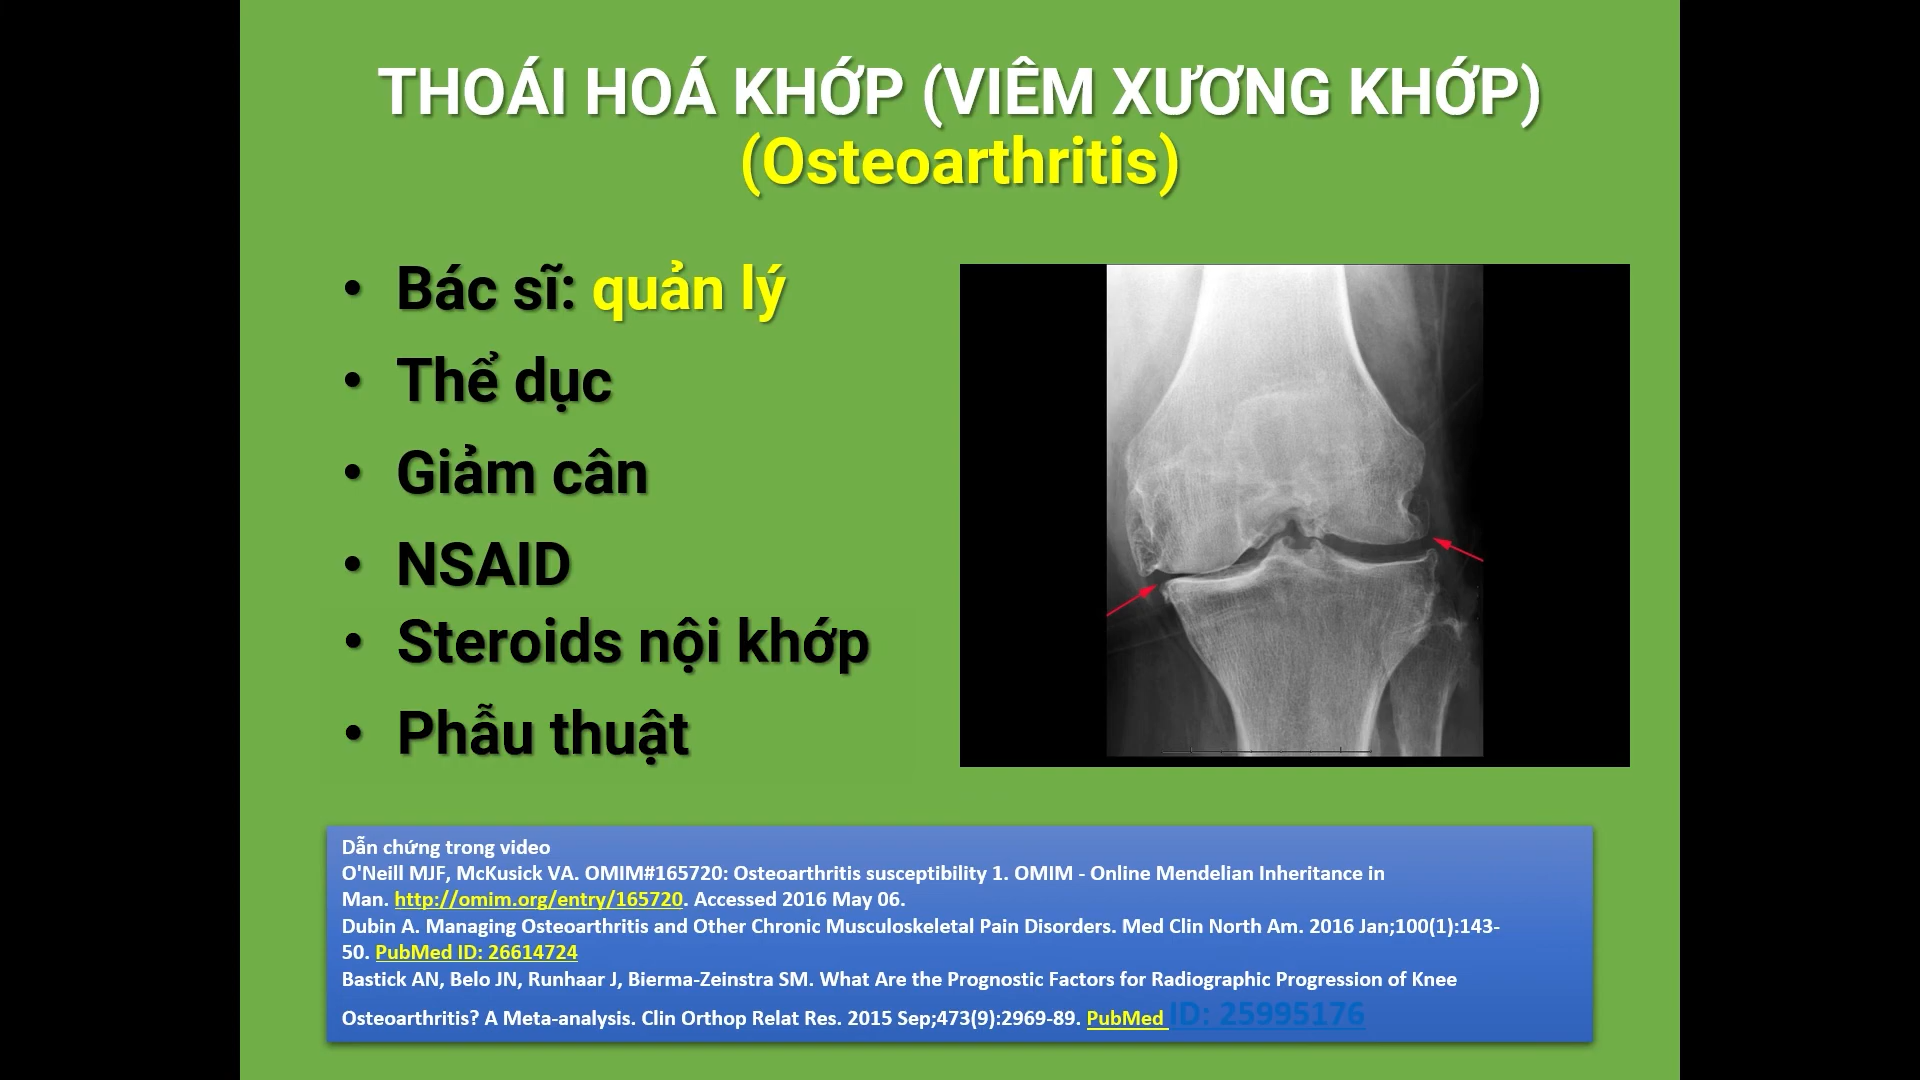 THOÁI HOÁ KHỚP (VIÊM XƯƠNG KHỚP)
(Osteoarthritis)
• Bác sĩ: quản lý
• Thể dục
• Giảm cân
• NSAID
• Steroids nội khớp
• Phẫu thuật
Dẫn chứng trong video
O'Neill MJF, McKusick VA. OMIM#165720: Osteoarthritis susceptibility 1. OMIM - Online Mendelian Inheritance in
Man. http://omim.org/entry/165720. Accessed 2016 May 06.
Dubin A. Managing Osteoarthritis and Other Chronic Musculoskeletal Pain Disorders. Med Clin North Am. 2016 Jan;100(1):143-
50. PubMed ID: 26614724
Bastick AN, Belo JN, Runhaar J, Bierma-Zeinstra SM. What Are the Prognostic Factors for Radiographic Progression of Knee
Osteoarthritis? A Meta-analysis. Clin Orthop Relat Res. 2015 Sep;473(9):2969-89. PubMed ID: 25995176